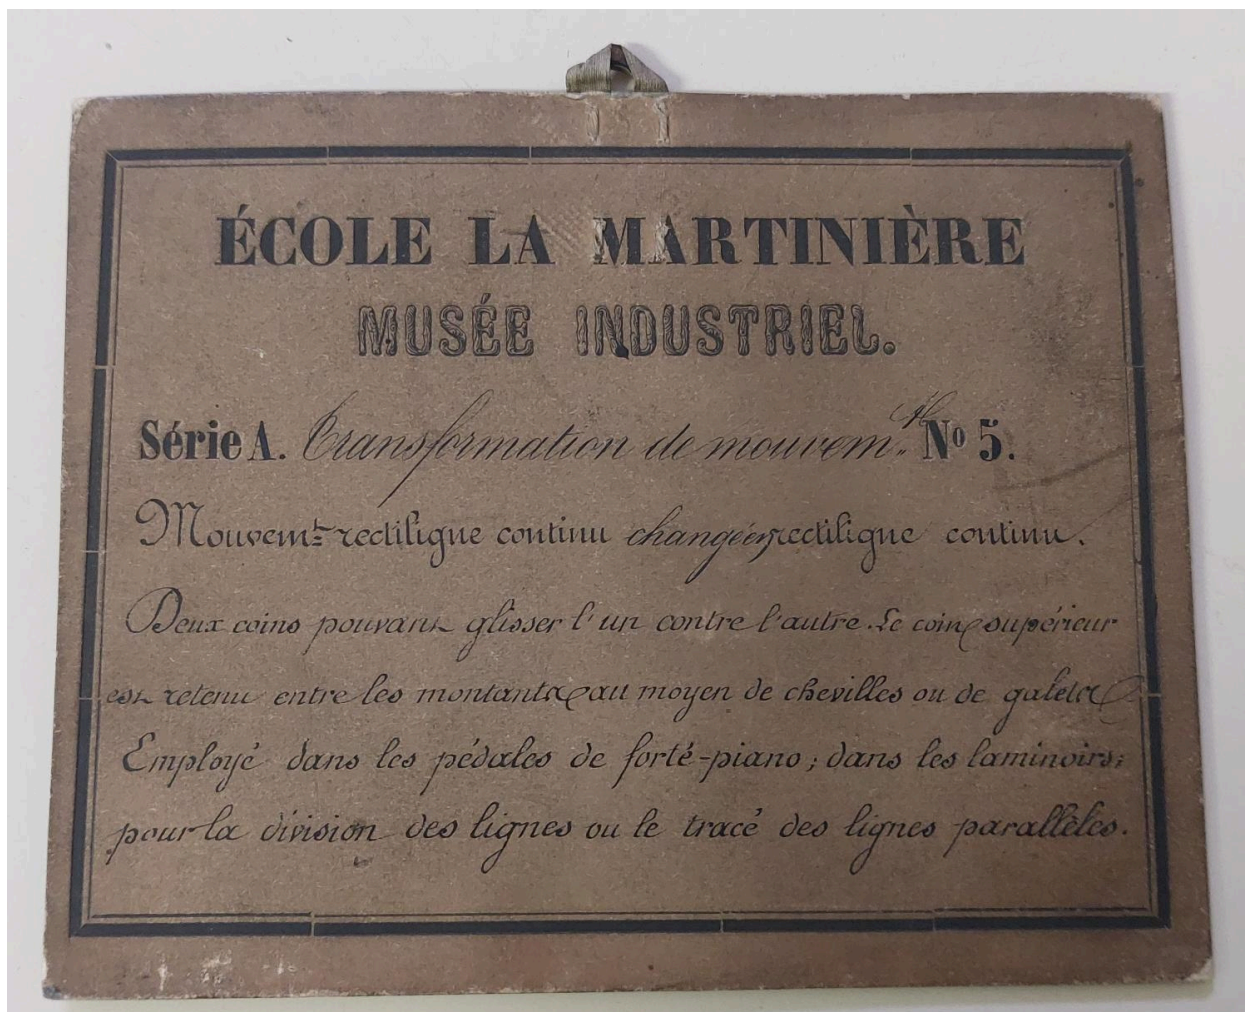 ÉCOLE LA MARTINIÈRE
MUSÉE INDUSTRIEL.
Série A. Transformation de mouvem.t No 5.
Mouvemt rectiligne continu changé en rectiligne continu.
Deux coins pouvant glisser l'un contre l'autre. Le coin supérieur
est retenu entre les montants au moyen de chevilles ou de galets
Employé dans les pédales de forté-piano; dans les laminoirs;
pour la division des lignes ou le tracé des lignes parallèles.